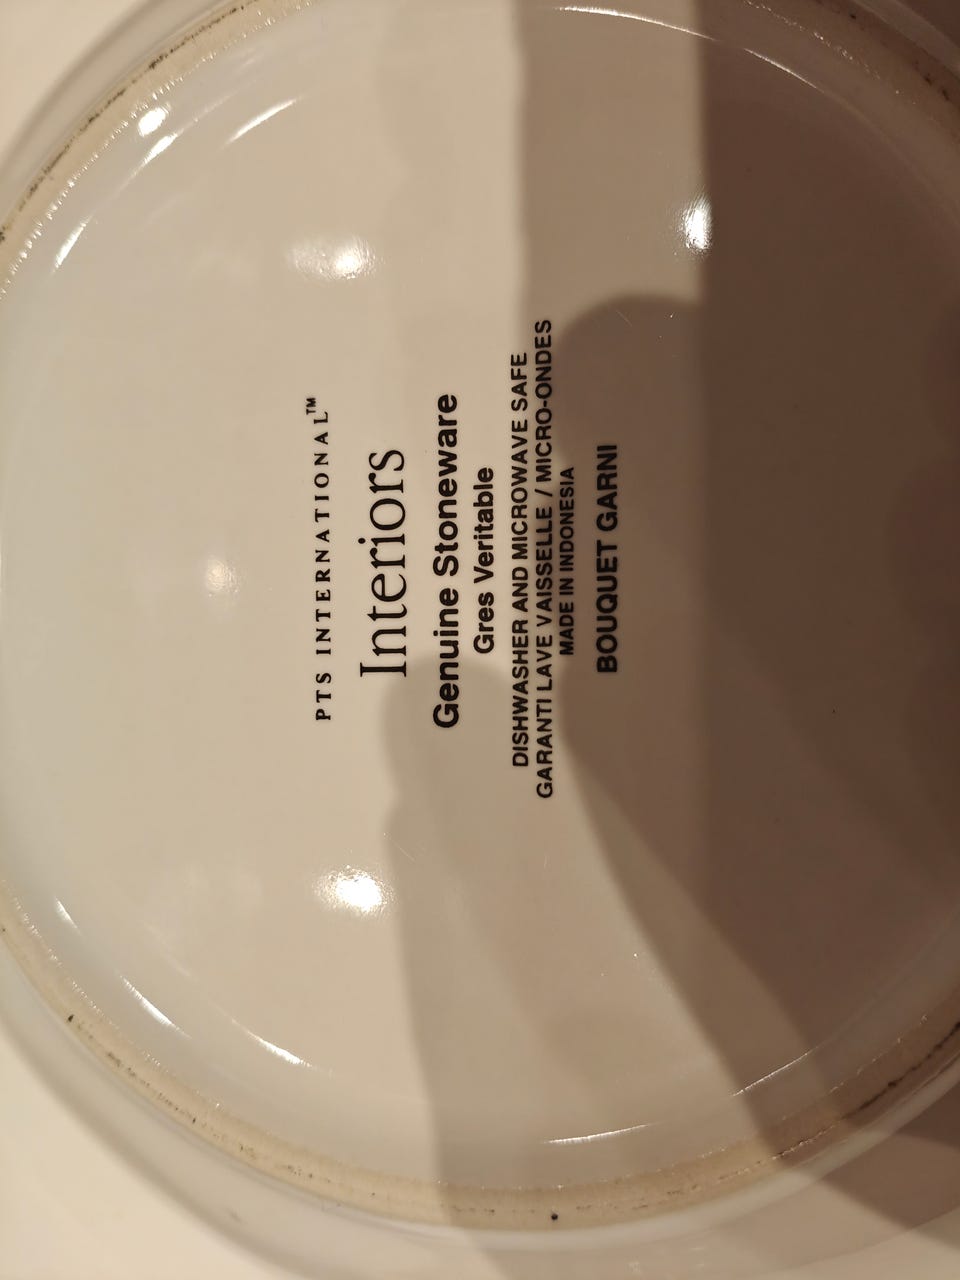 PTS INTERNATIONAL™
Interiors
Genuine Stoneware
Gres Veritable
DISHWASHER AND MICROWAVE SAFE
GARANTI LAVE VAISSELLE / MICRO-ONDES
MADE IN INDONESIA
BOUQUET GARNI